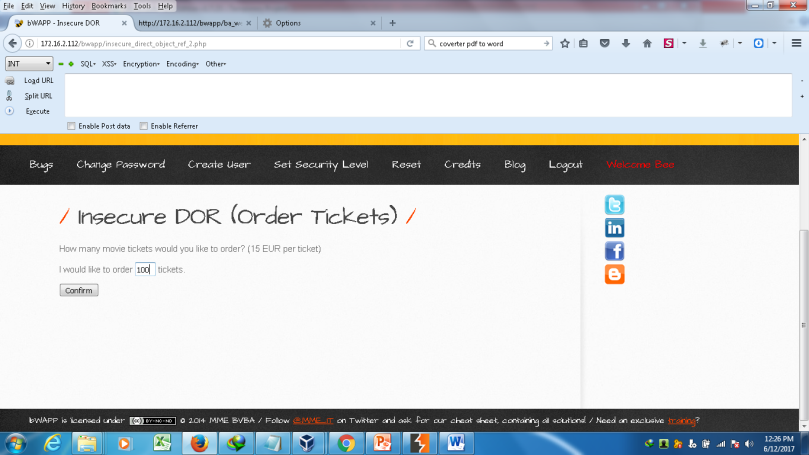 File Edit View History Bookmarks Tools Help
bWAPP - Insecure DOR × http://172.16.2.112/bwapp/ba_w × Options × +
172.16.2.112/bwapp/insecure_direct_object_ref_2.php
coverter pdf to word
INT SQL▾ XSS▾ Encryption▾ Encoding▾ Other▾
Load URL
Split URL
Execute
Enable Post data Enable Referrer
Bugs Change Password Create User Set Security Level Reset Credits Blog Logout Welcome Bee
/ Insecure DOR (Order Tickets) /
How many movie tickets would you like to order? (15 EUR per ticket)
I would like to order 100 tickets.
Confirm
bWAPP is licensed under CC BY-NC-ND © 2014 MME BVBA / Follow @MME_IT on Twitter and ask for our cheat sheet, containing all solutions! / Need an exclusive training?
12:26 PM
6/12/2017